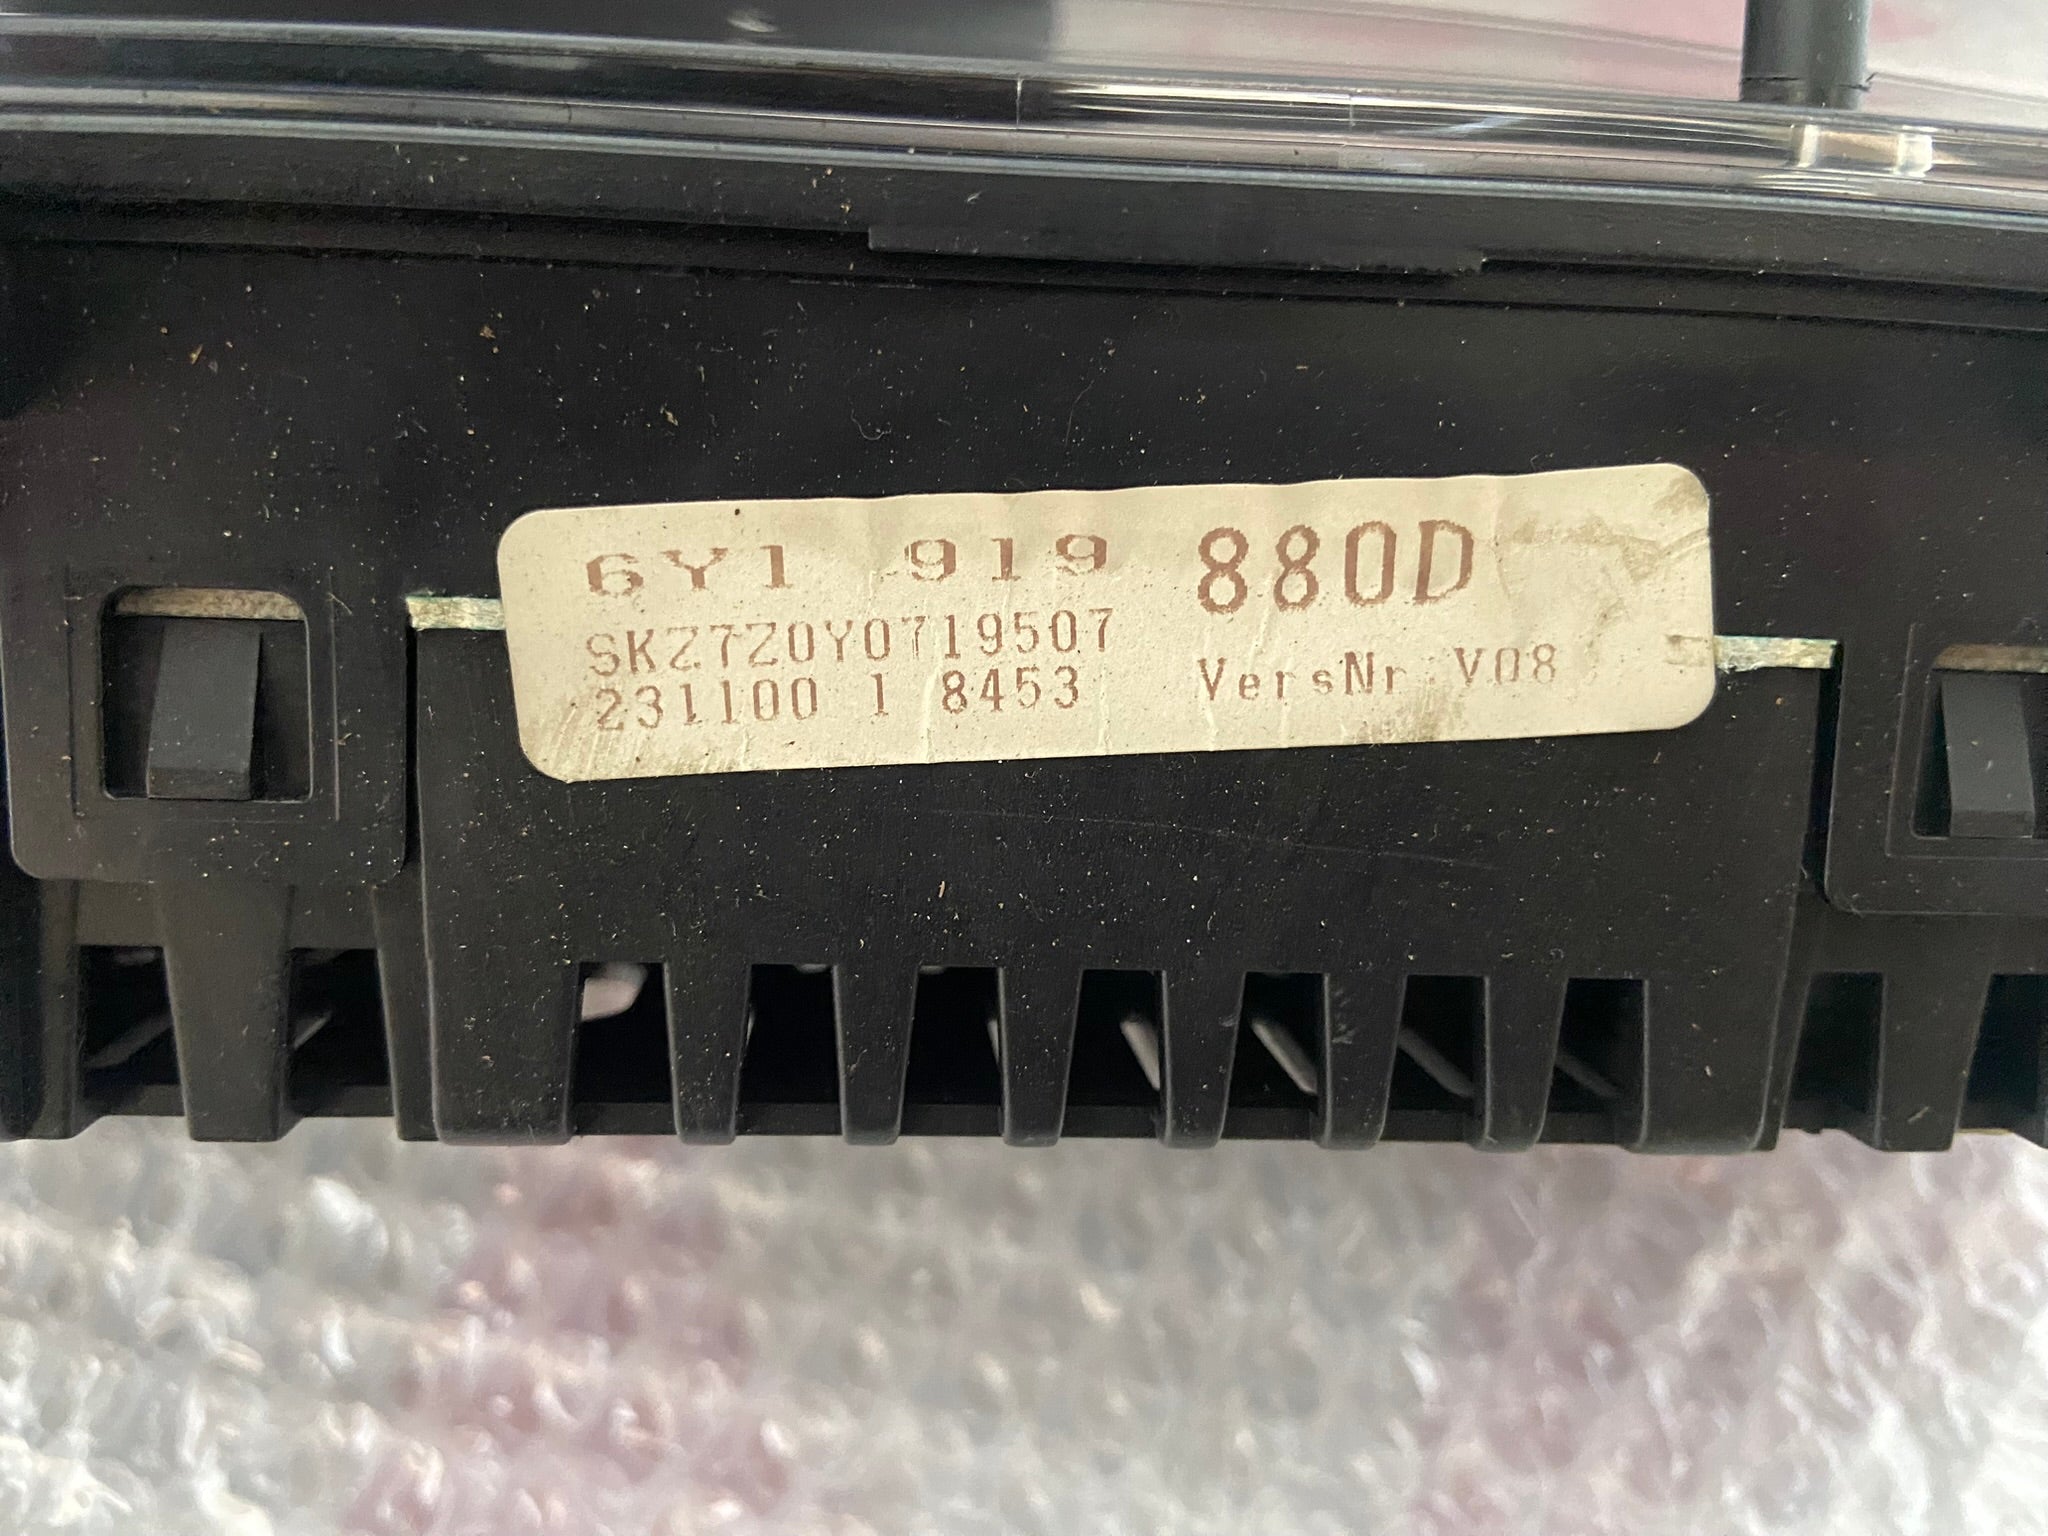 6Y1 919 880D
SKZ7Z0Y0719507
231100 1 8453 VersNr V08